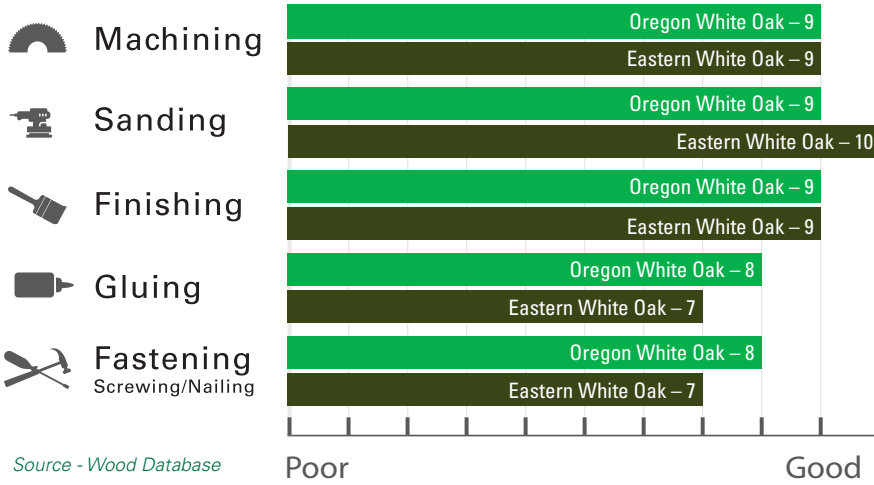 Machining
Oregon White Oak – 9
Eastern White Oak – 9
Sanding
Oregon White Oak – 9
Eastern White Oak – 10
Finishing
Oregon White Oak – 9
Eastern White Oak – 9
Gluing
Oregon White Oak – 8
Eastern White Oak – 7
Fastening
Screwing/Nailing
Oregon White Oak – 8
Eastern White Oak – 7
Source - Wood Database
Poor
Good